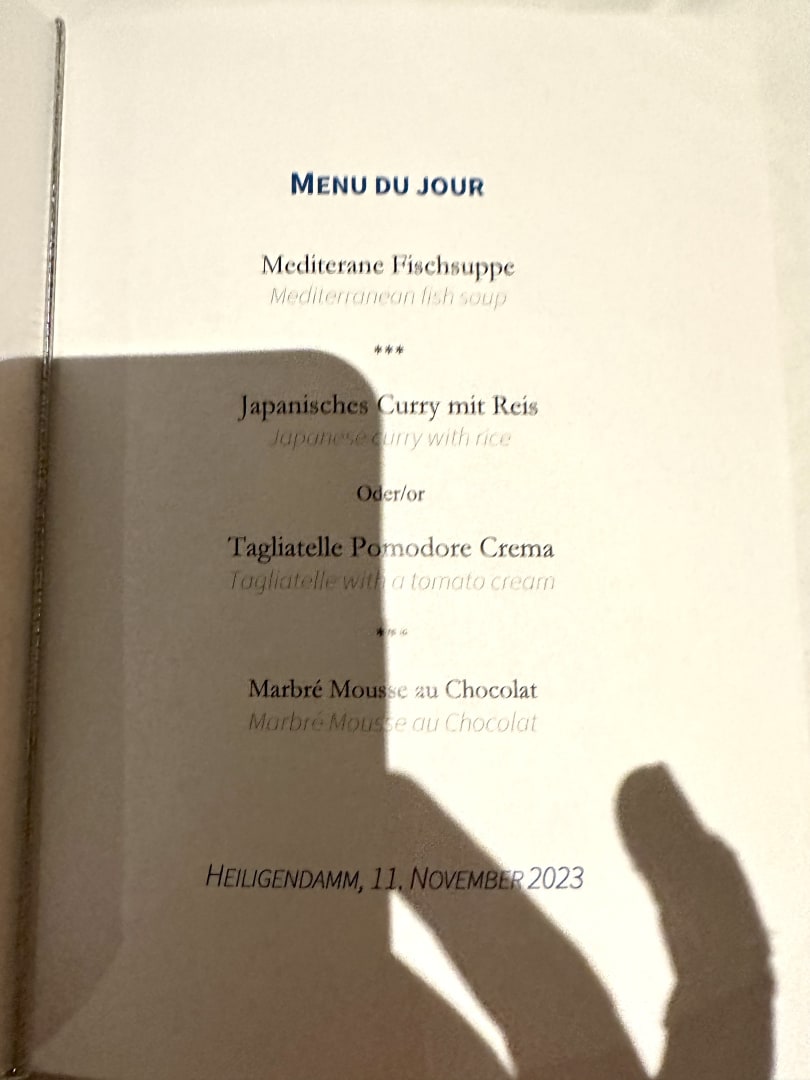 MENU DU JOUR
Mediterane Fischsuppe
Mediterranean fish soup
***
Japanisches Curry mit Reis
Japanese curry with rice
Oder/or
Tagliatelle Pomodore Crema
Tagliatelle with a tomato cream
***
Marbré Mousse au Chocolat
Marbré Mousse au Chocolat
HEILIGENDAMM, 11. NOVEMBER 2023